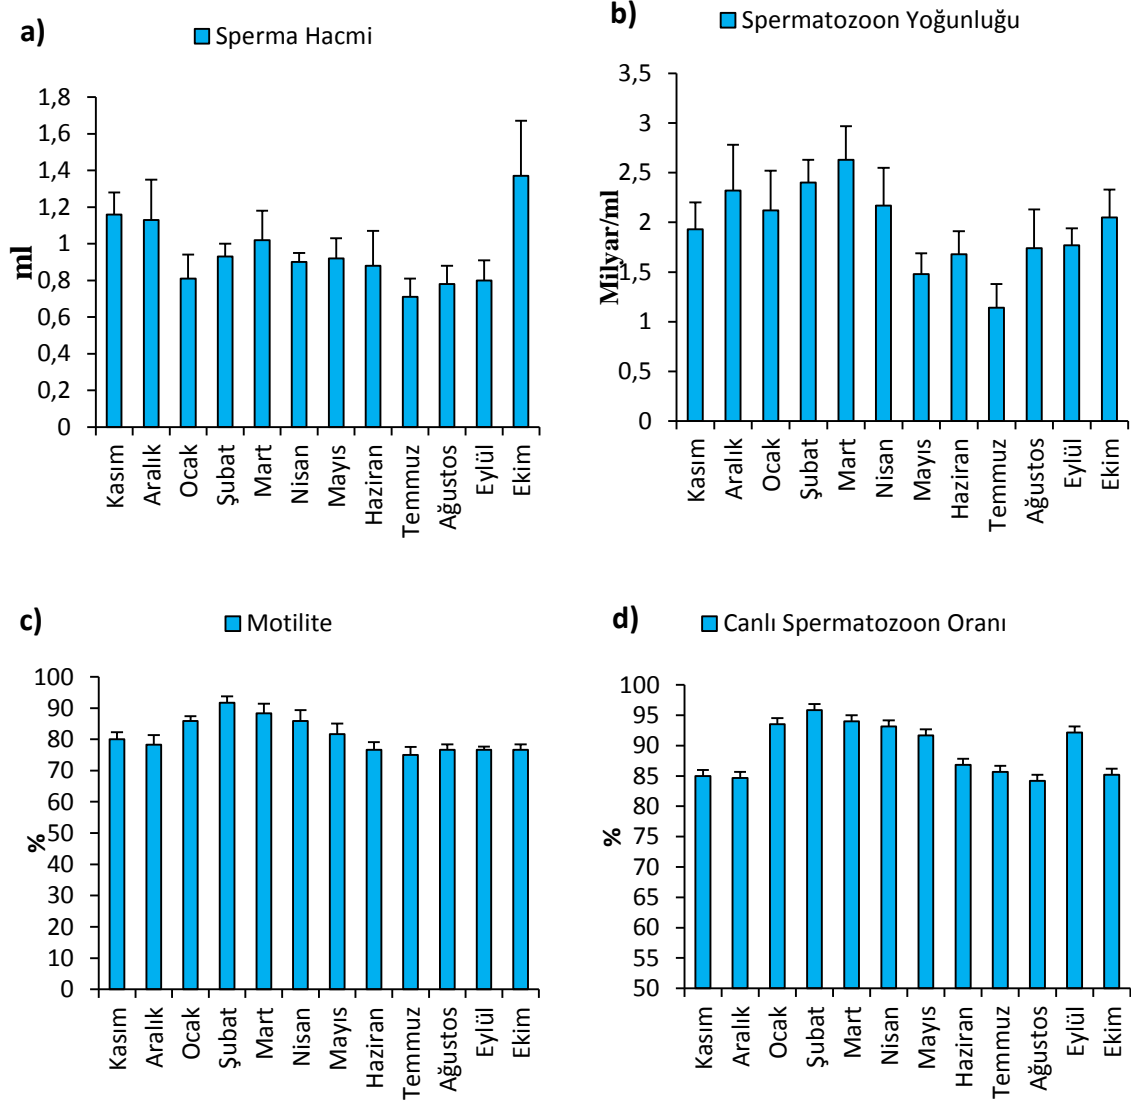 a)
Sperma Hacmi
ml
1,8
1,6
1,4
1,2
1
0,8
0,6
0,4
0,2
0
Kasım
Aralık
Ocak
Şubat
Mart
Nisan
Mayıs
Haziran
Temmuz
Ağustos
Eylül
Ekim
b)
Spermatozoon Yoğunluğu
Milyar/ml
3,5
3
2,5
2
1,5
1
0,5
0
Kasım
Aralık
Ocak
Şubat
Mart
Nisan
Mayıs
Haziran
Temmuz
Ağustos
Eylül
Ekim
c)
Motilite
%
100
90
80
70
60
50
40
30
20
10
0
Kasım
Aralık
Ocak
Şubat
Mart
Nisan
Mayıs
Haziran
Temmuz
Ağustos
Eylül
Ekim
d)
Canlı Spermatozoon Oranı
%
100
95
90
85
80
75
70
65
60
55
50
Kasım
Aralık
Ocak
Şubat
Mart
Nisan
Mayıs
Haziran
Temmuz
Ağustos
Eylül
Ekim